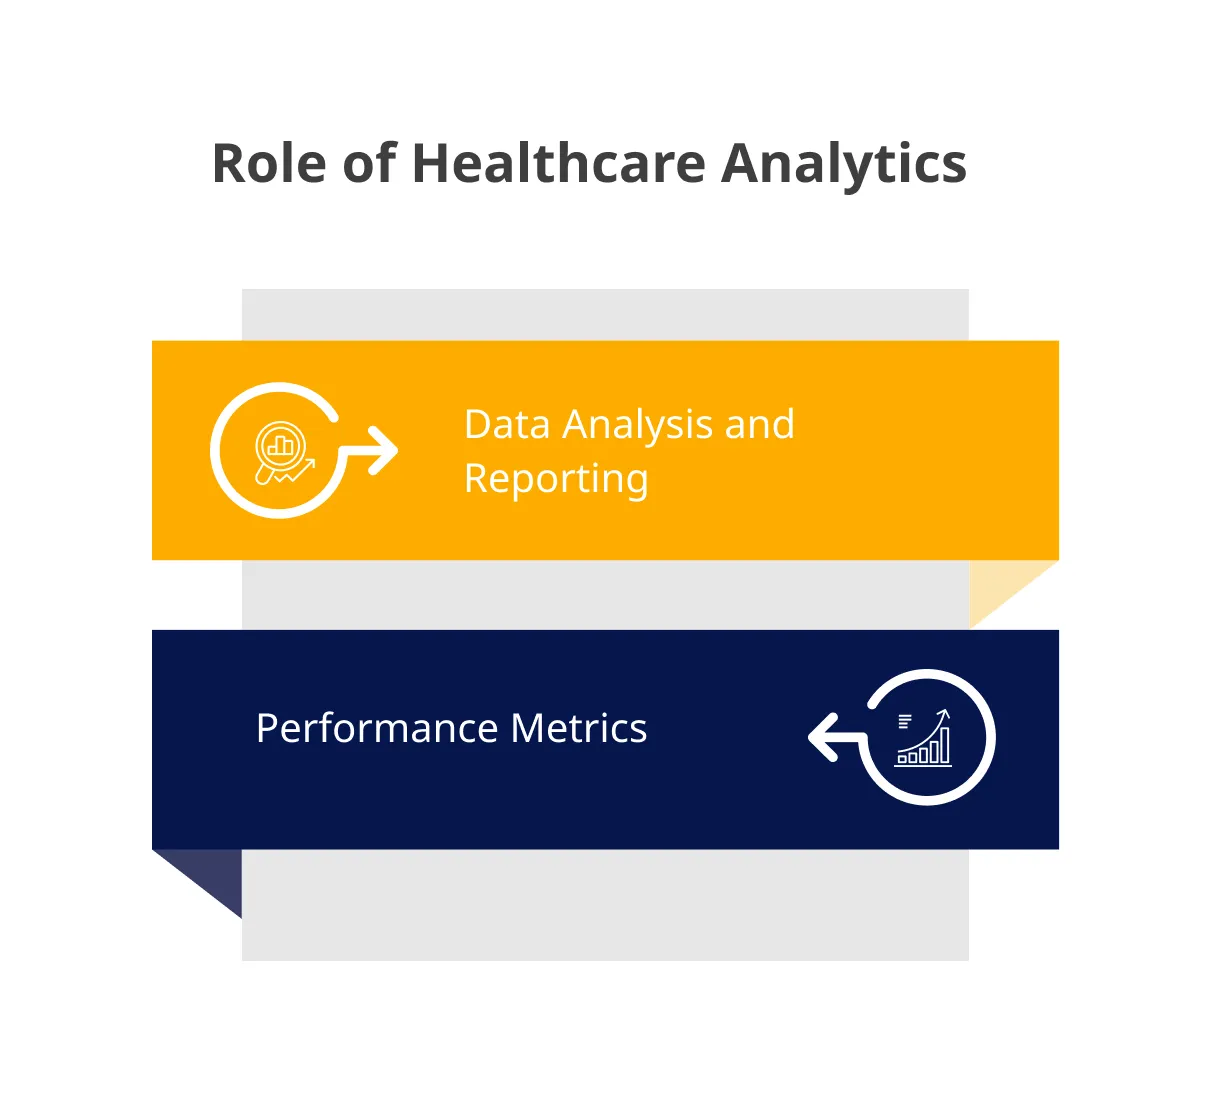 Role of Healthcare Analytics
Data Analysis and
Reporting
Performance Metrics